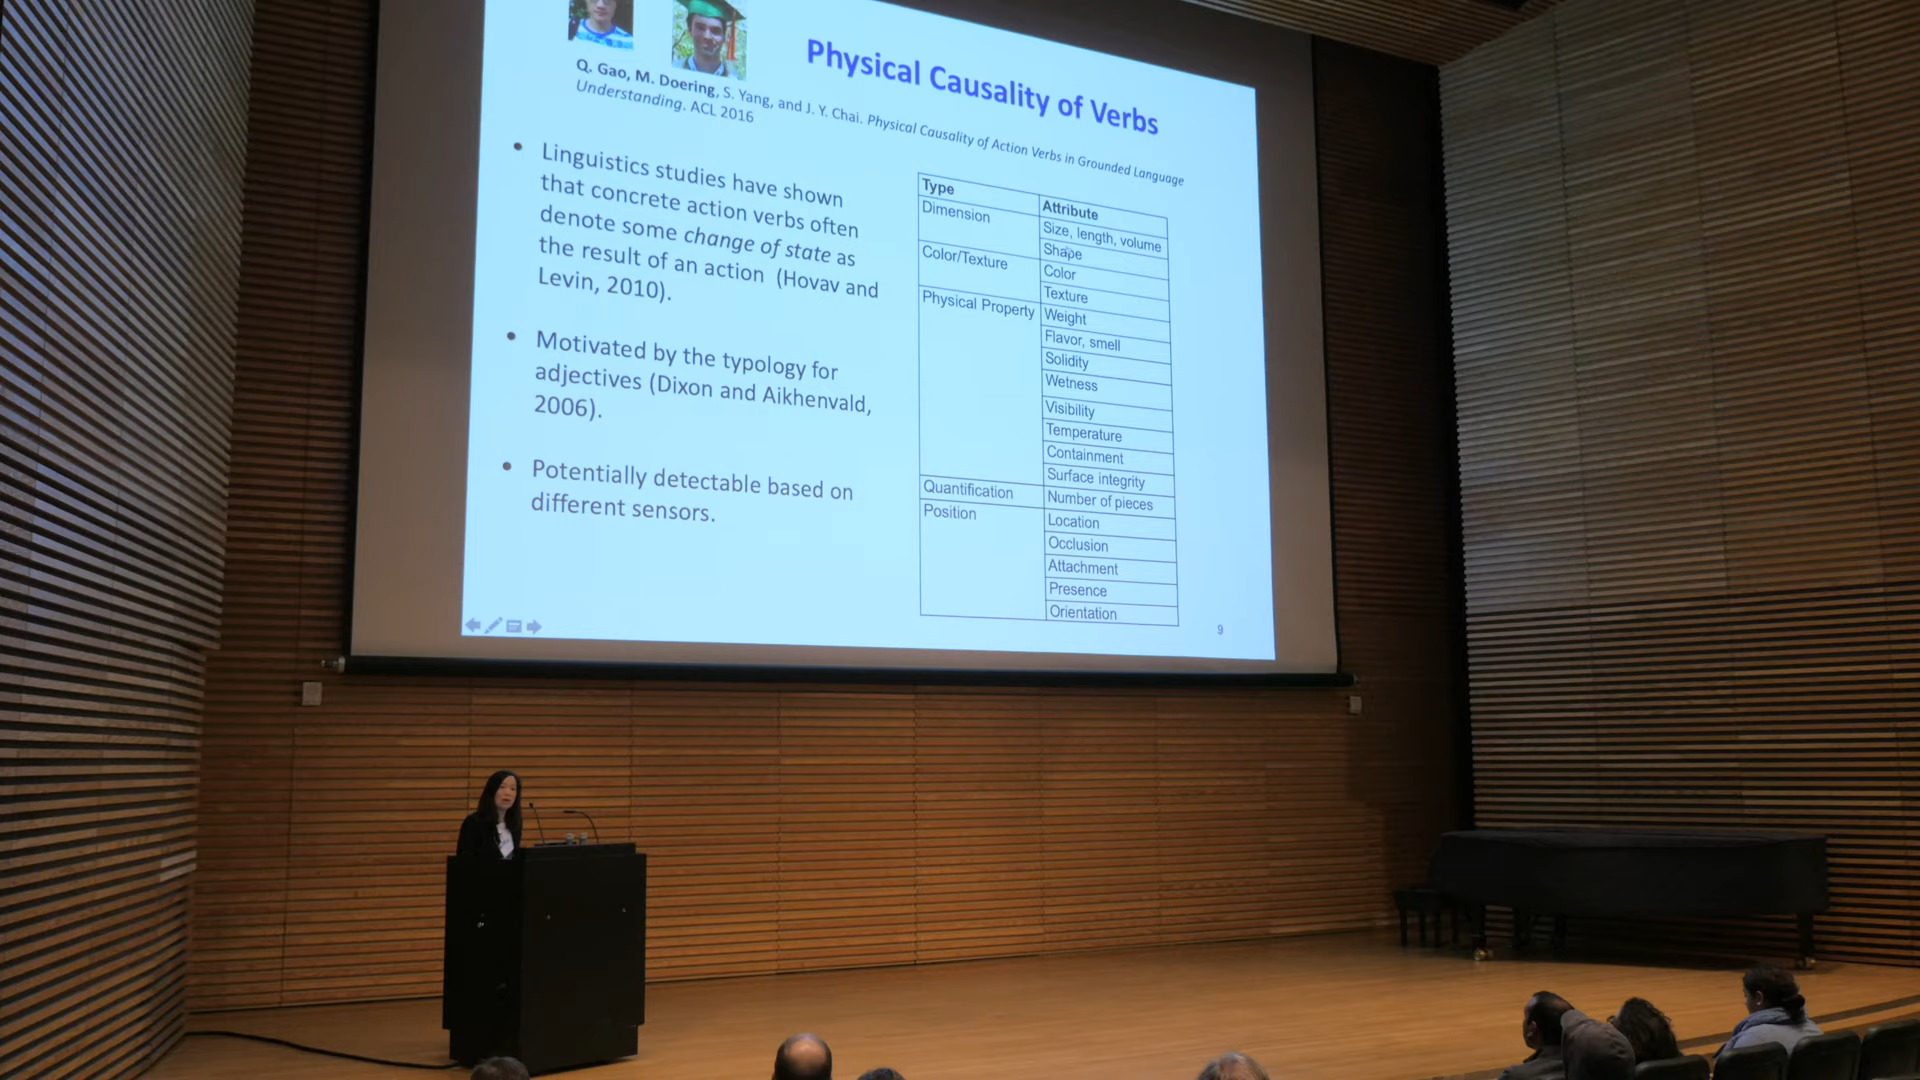 Physical Causality of Verbs
Q. Gao, M. Doering, S. Yang, and J. Y. Chai. Physical Causality of Action Verbs in Grounded Language
Understanding. ACL 2016
• Linguistics studies have shown
that concrete action verbs often
denote some change of state as
the result of an action (Hovav and
Levin, 2010).
• Motivated by the typology for
adjectives (Dixon and Aikhenvald,
2006).
• Potentially detectable based on
different sensors.
Type Attribute
Dimension Size, length, volume
Shape
Color/Texture Color
Texture
Physical Property Weight
Flavor, smell
Solidity
Wetness
Visibility
Temperature
Containment
Surface integrity
Quantification Number of pieces
Position Location
Occlusion
Attachment
Presence
Orientation
9